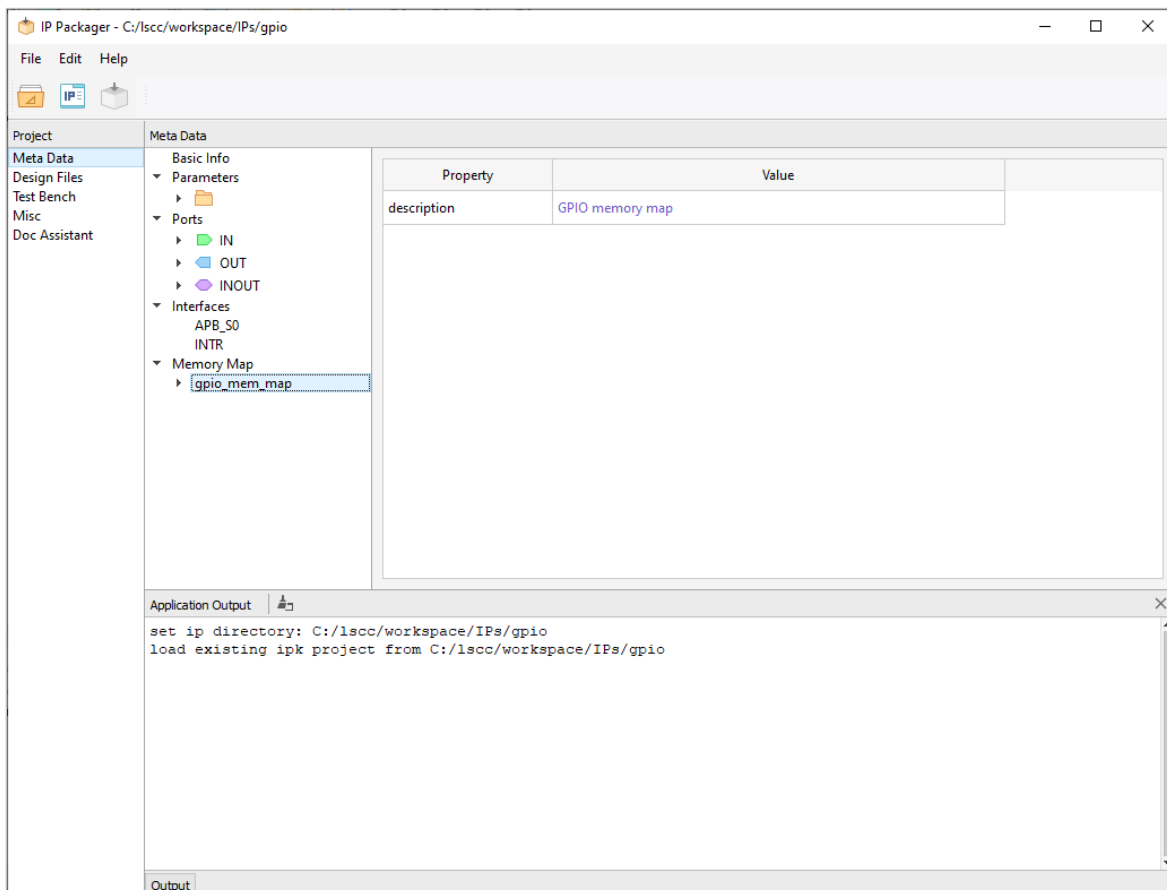 IP Packager - C:/lscc/workspace/IPs/gpio
File Edit Help
IP
Project
Meta Data
Design Files
Test Bench
Misc
Doc Assistant
Meta Data
Basic Info
Parameters
Ports
IN
OUT
INOUT
Interfaces
APB_S0
INTR
Memory Map
gpio_mem_map
Property Value
description GPIO memory map
Application Output
set ip directory: C:/lscc/workspace/IPs/gpio
load existing ipk project from C:/lscc/workspace/IPs/gpio
Output